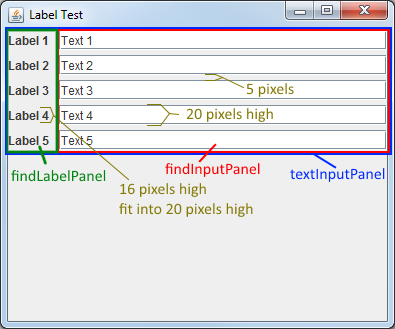 Label Test
Label 1 Text 1
Label 2 Text 2
5 pixels
Label 3 Text 3
Label 4 Text 4 20 pixels high
Label 5 Text 5
findLabelPanel findInputPanel textInputPanel
16 pixels high
fit into 20 pixels high